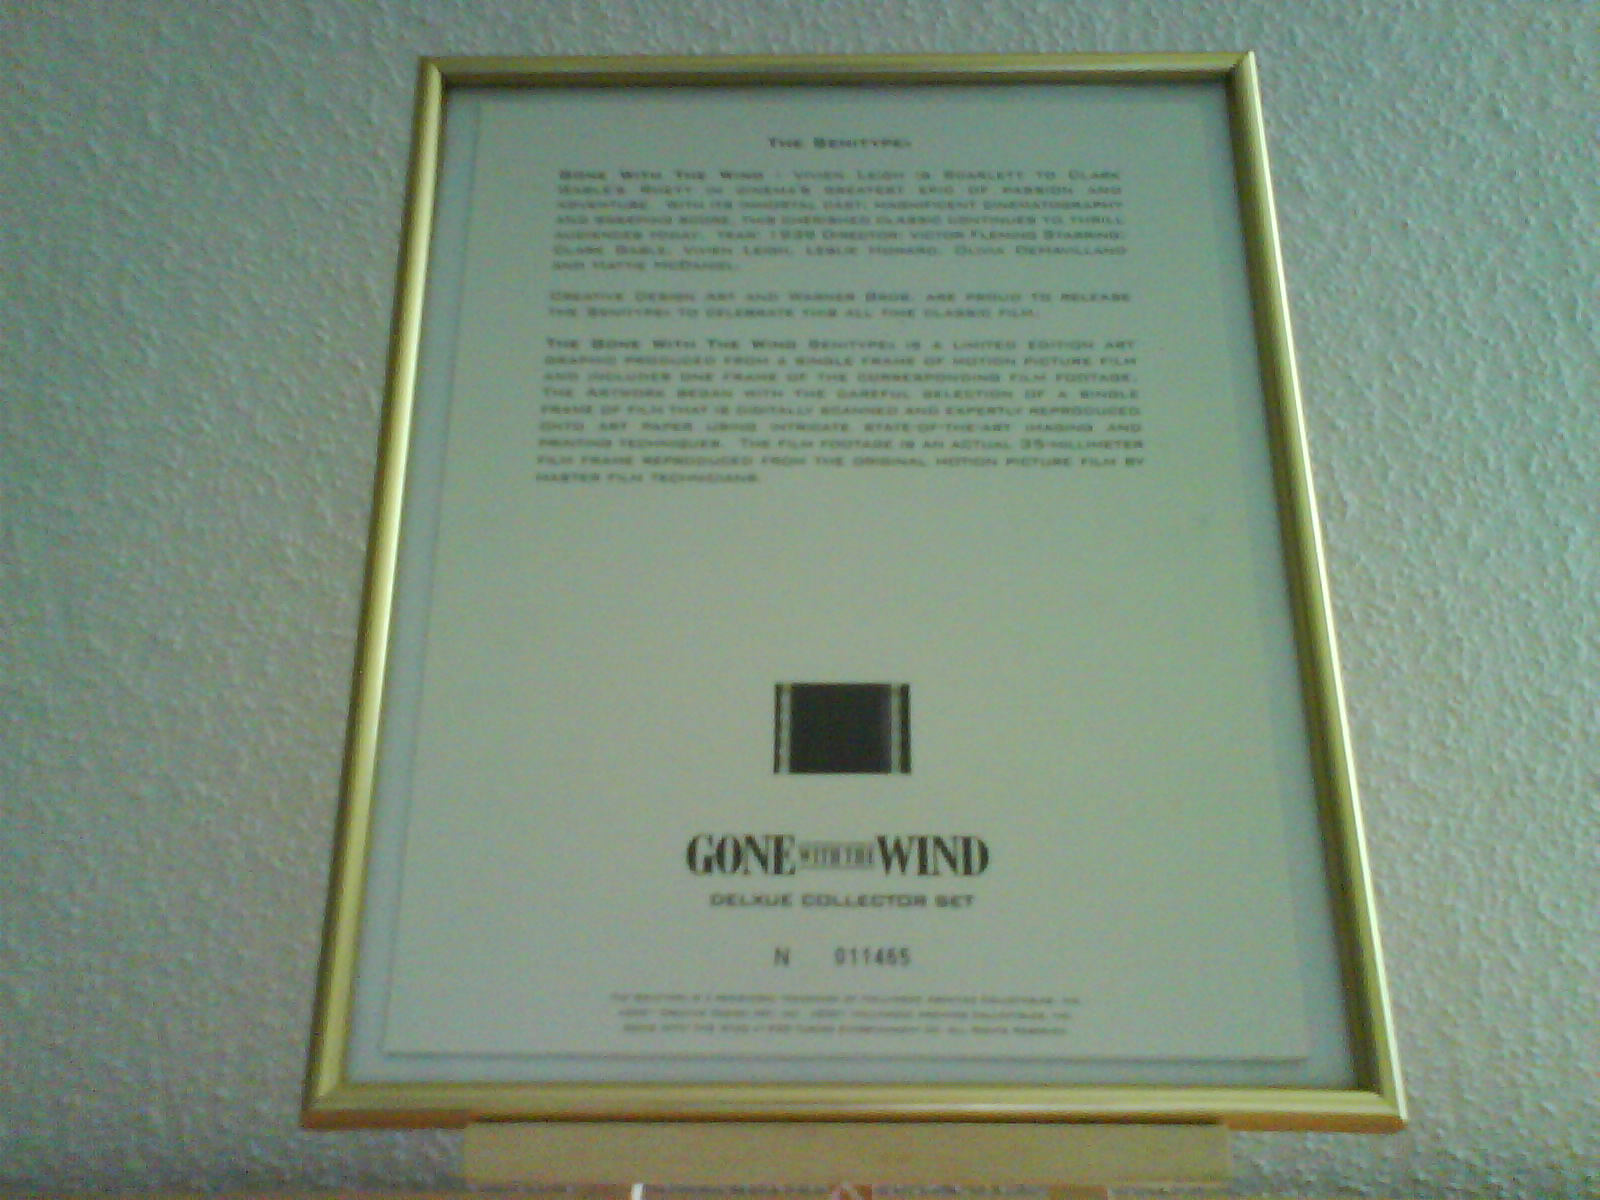 THE SENITYPE®
GONE WITH THE WIND - VIVIEN LEIGH IS SCARLETT TO CLARK
GABLE'S RHETT IN CINEMA'S GREATEST EPIC OF PASSION AND
ADVENTURE. WITH ITS IMMORTAL CAST, MAGNIFICENT CINEMATOGRAPHY
AND SWEEPING SCORE, THIS CHERISHED CLASSIC CONTINUES TO THRILL
AUDIENCES TODAY. YEAR: 1939 DIRECTOR: VICTOR FLEMING STARRING:
CLARK GABLE, VIVIEN LEIGH, LESLIE HOWARD, OLIVIA DEHAVILLAND
AND HATTIE MCDANIEL.
CREATIVE DESIGN ART AND WARNER BROS. ARE PROUD TO RELEASE
THE SENITYPE® TO CELEBRATE THIS ALL TIME CLASSIC FILM.
THE GONE WITH THE WIND SENITYPE® IS A LIMITED EDITION ART
GRAPHIC PRODUCED FROM A SINGLE FRAME OF MOTION PICTURE FILM
AND INCLUDES ONE FRAME OF THE CORRESPONDING FILM FOOTAGE.
THE ARTWORK BEGAN WITH THE CAREFUL SELECTION OF A SINGLE
FRAME OF FILM THAT IS DIGITALLY SCANNED AND EXPERTLY REPRODUCED
ONTO ART PAPER USING INTRICATE STATE-OF-THE-ART IMAGING AND
PRINTING TECHNIQUES. THE FILM FOOTAGE IS AN ACTUAL 35-MILLIMETER
FILM FRAME REPRODUCED FROM THE ORIGINAL MOTION PICTURE FILM BY
MASTER FILM TECHNICIANS.
GONE WITH THE WIND
DELXUE COLLECTOR SET
N 011465
ALL RIGHTS RESERVED.